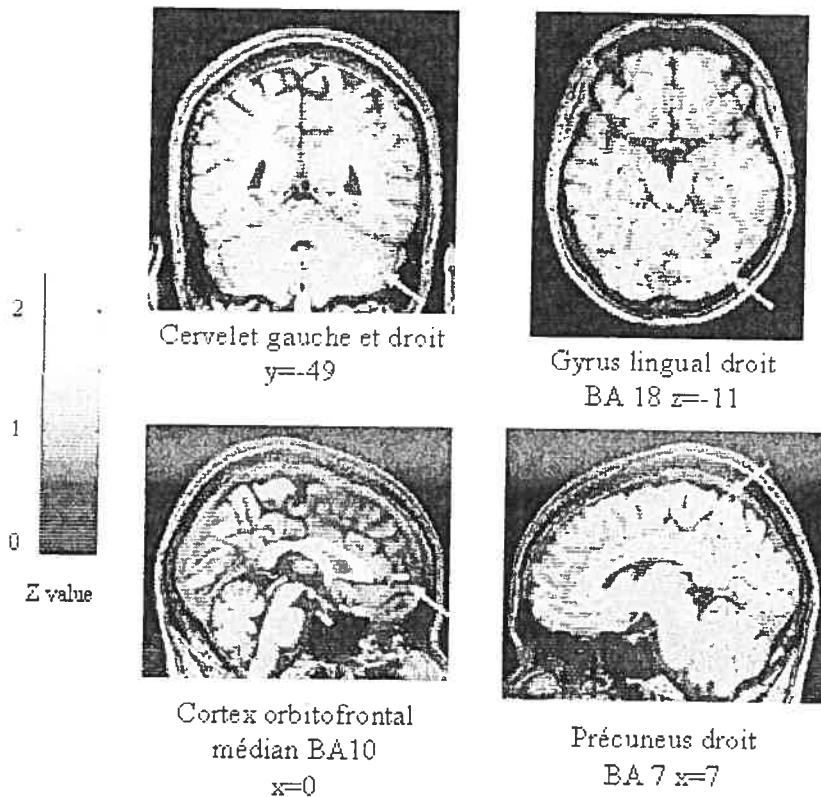 Cervelet gauche et droit
y=-49
Gyrus lingual droit
BA 18 z=-11
2
1
0
Z value
Cortex orbitofrontal
médian BA10
x=0
Précuneus droit
BA 7 x=7